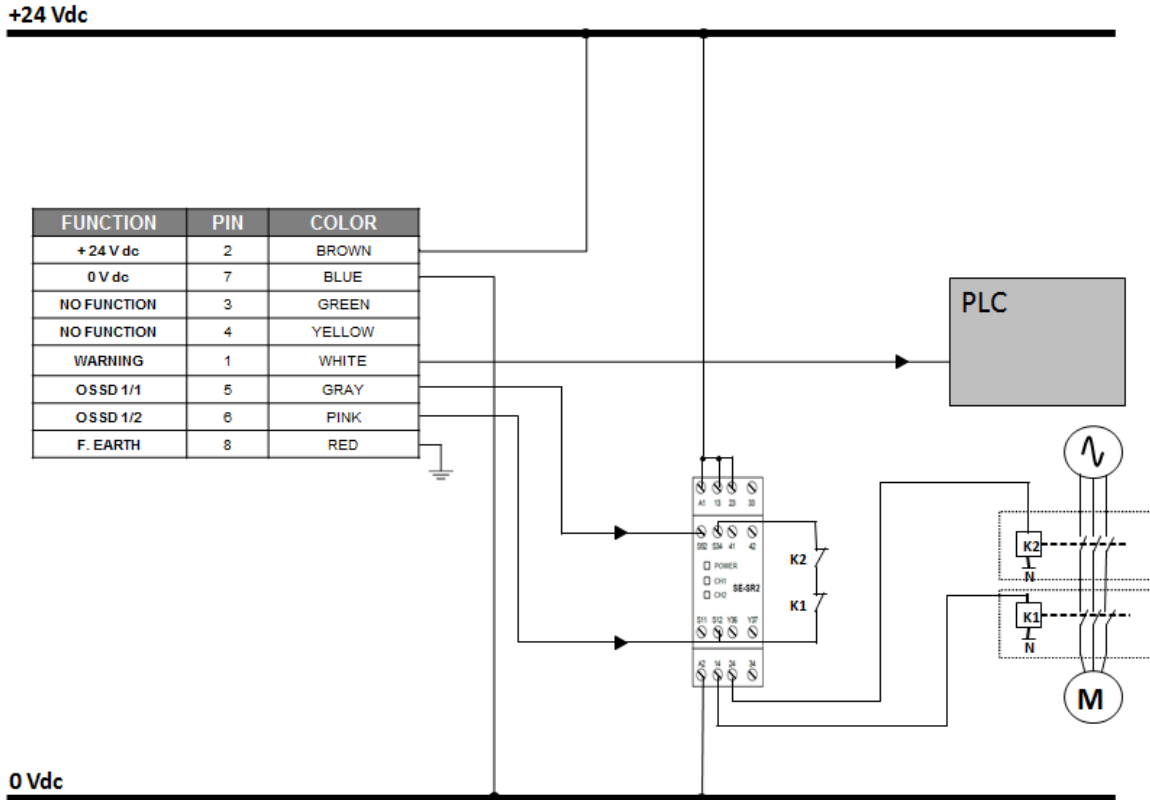 +24 Vdc
FUNCTION PIN COLOR
+ 24 V dc 2 BROWN
0 V dc 7 BLUE
NO FUNCTION 3 GREEN
NO FUNCTION 4 YELLOW
WARNING 1 WHITE
OSSD 1/1 5 GRAY
OSSD 1/2 6 PINK
F. EARTH 8 RED
PLC
A1 13 23 33
S52 S34 41 42
POWER
CH1
CH2
SE-SR2
S11 S12 Y36 Y37
A2 14 24 34
K2
K1
K2
N
K1
N
M
0 Vdc